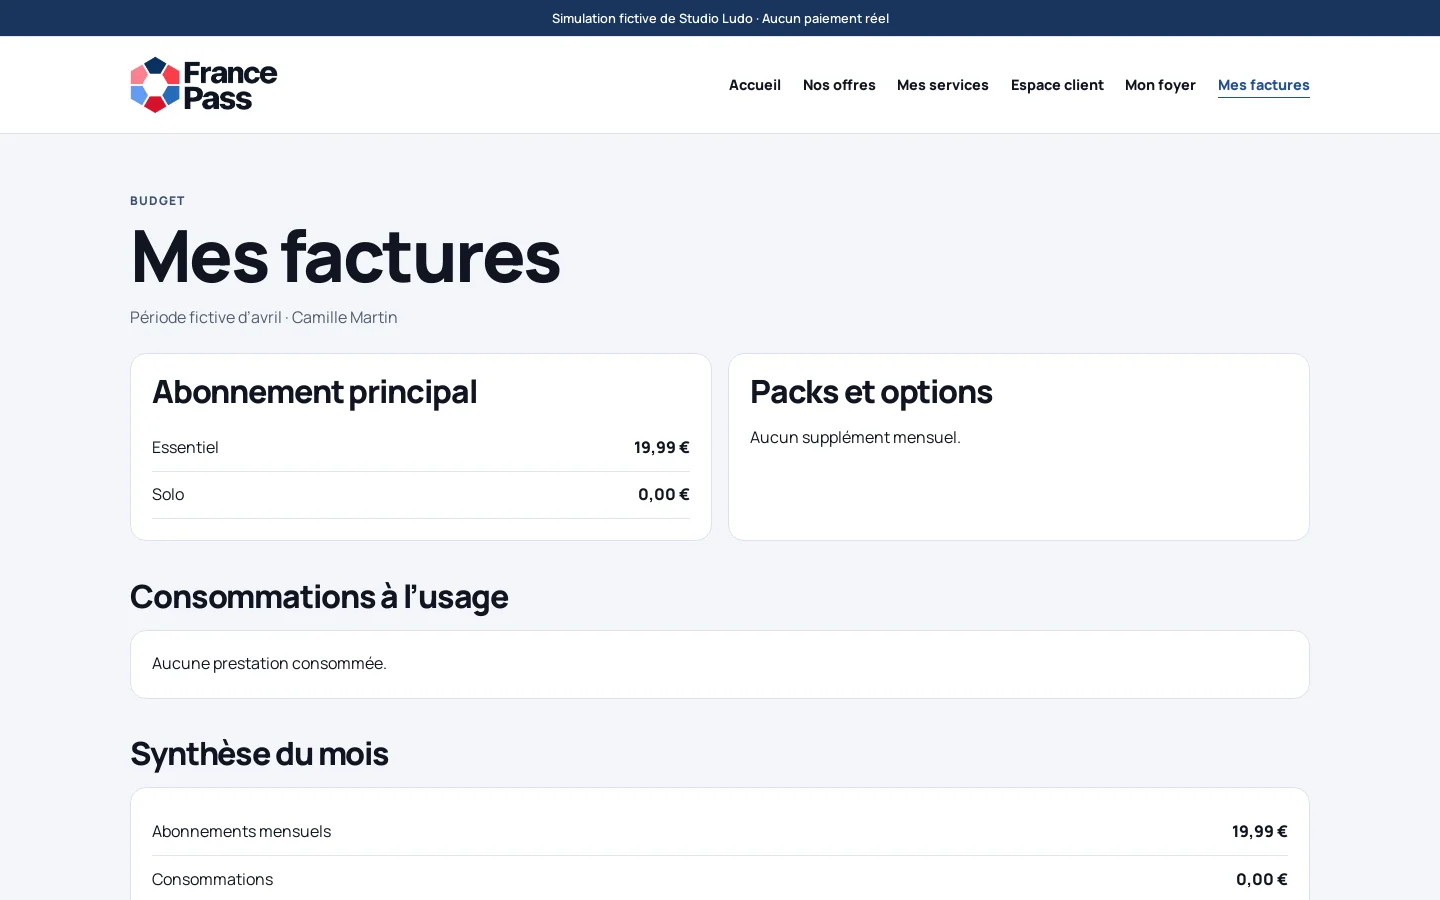 Simulation fictive de Studio Ludo · Aucun paiement réel
France
Pass
Accueil
Nos offres
Mes services
Espace client
Mon foyer
Mes factures
BUDGET
Mes factures
Période fictive d’avril · Camille Martin
Abonnement principal
Essentiel 19,99 €
Solo 0,00 €
Packs et options
Aucun supplément mensuel.
Consommations à l’usage
Aucune prestation consommée.
Synthèse du mois
Abonnements mensuels 19,99 €
Consommations 0,00 €